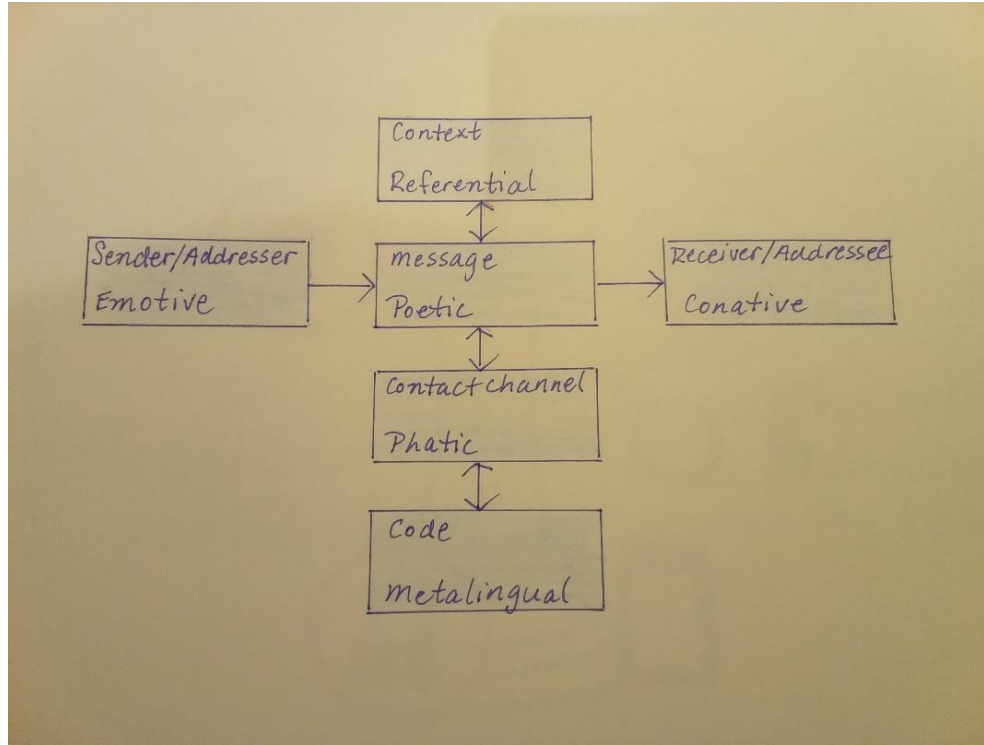 Context
Referential
Sender/Addresser
Emotive
message
Poetic
Receiver/Addressee
Conative
Contact channel
Phatic
Code
metalingual